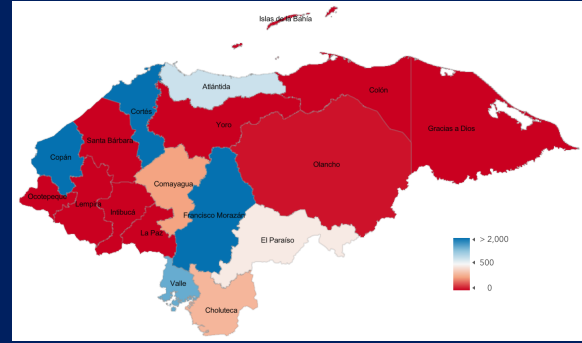 Islas de la Bahía
Atlántida
Colón
Cortés
Yoro
Gracias a Dios
Santa Bárbara
Copán
Olancho
Comayagua
Ocotepeque
Lempira
Intibucá
Francisco Morazán
La Paz
El Paraíso
Valle
Choluteca
> 2,000
500
0